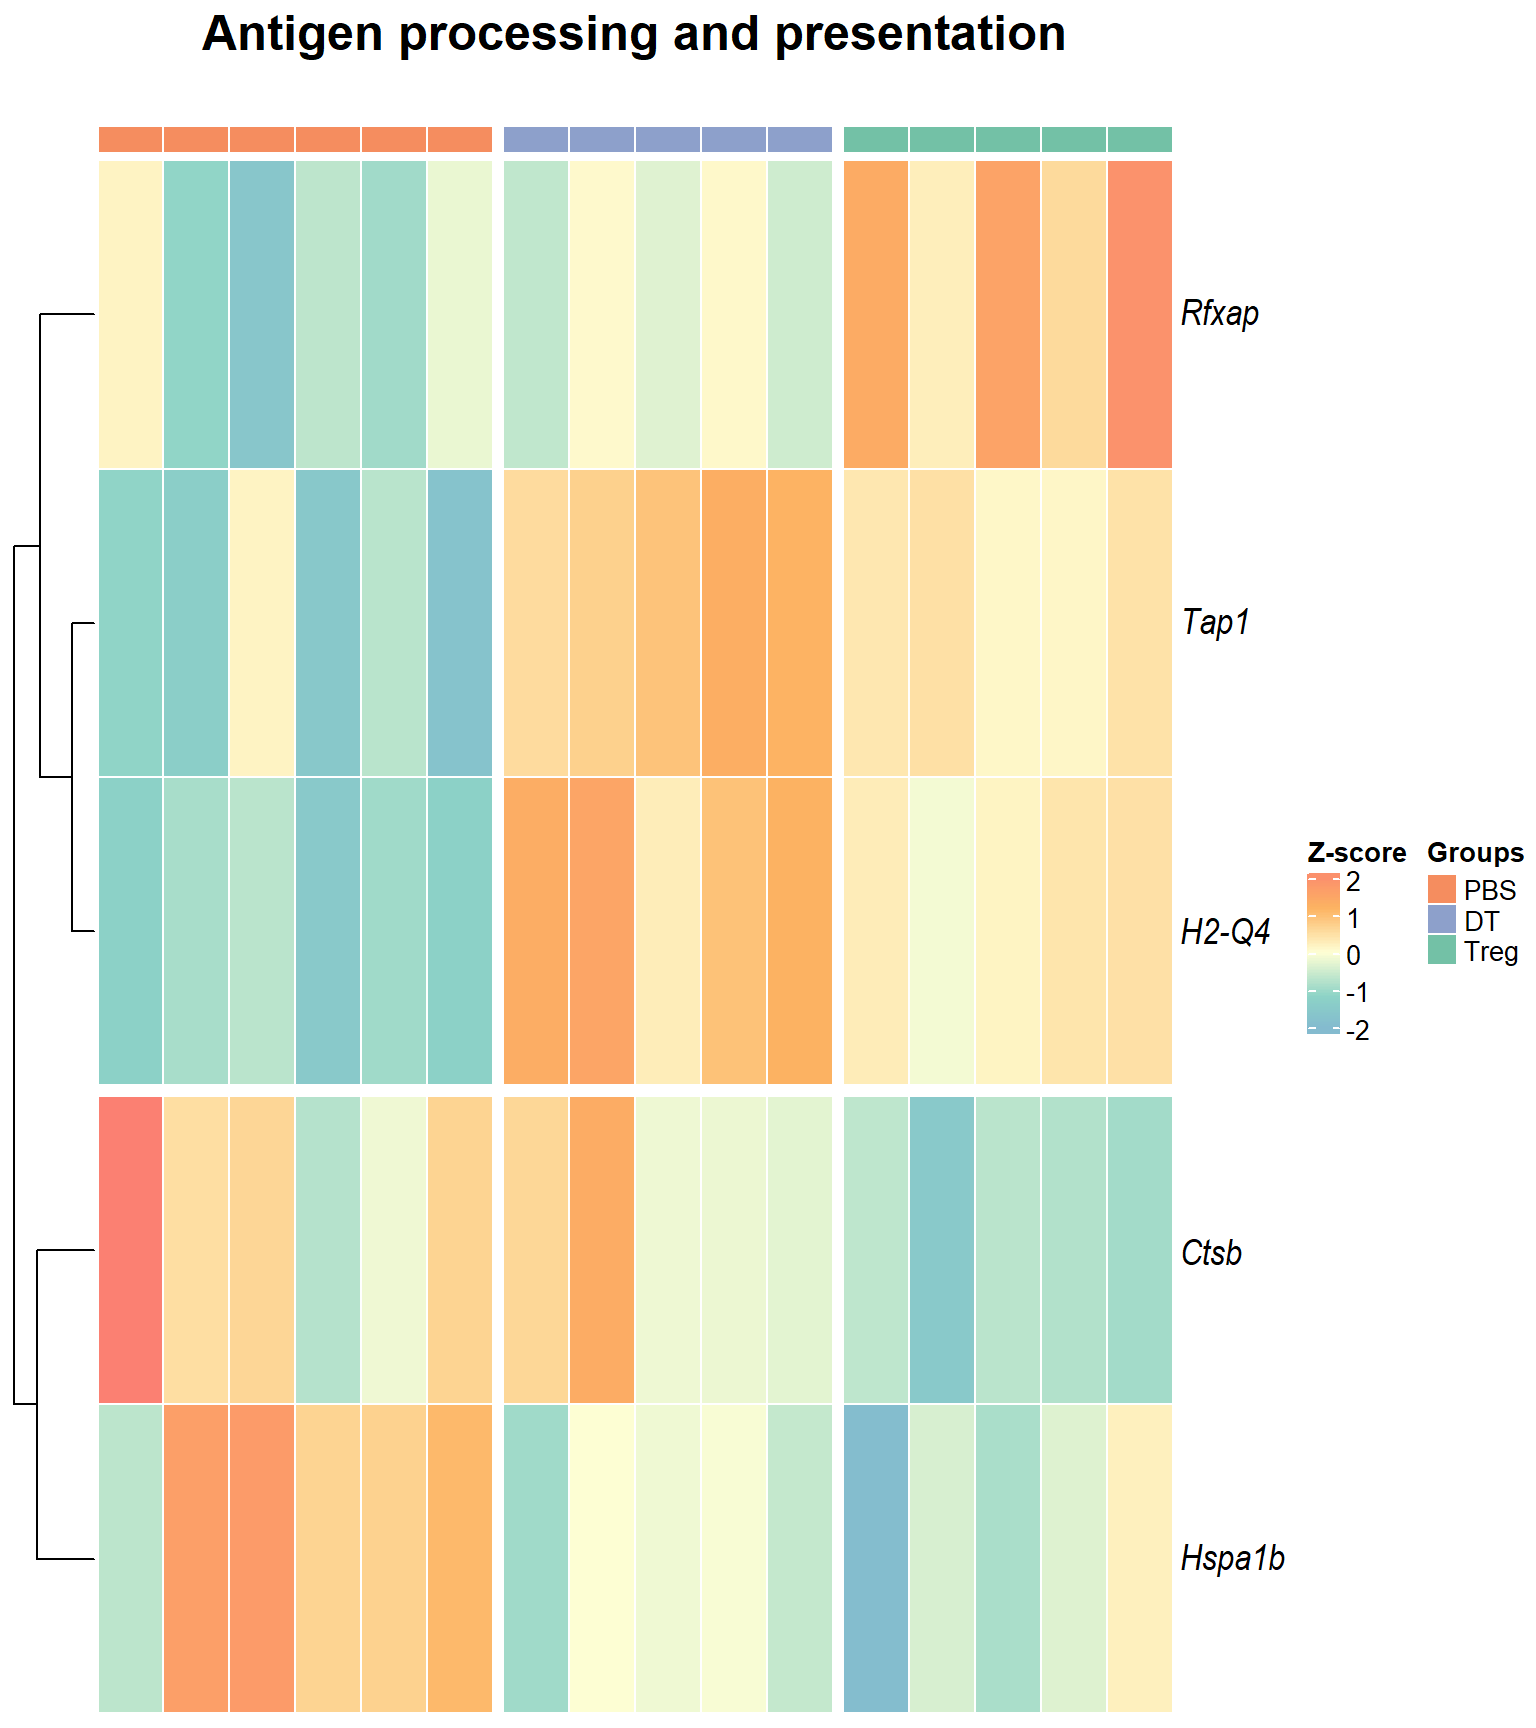 Antigen processing and presentation
Rfxap
Tap1
H2-Q4
Ctsb
Hspa1b
Z-score
2
1
0
-1
-2
Groups
PBS
DT
Treg